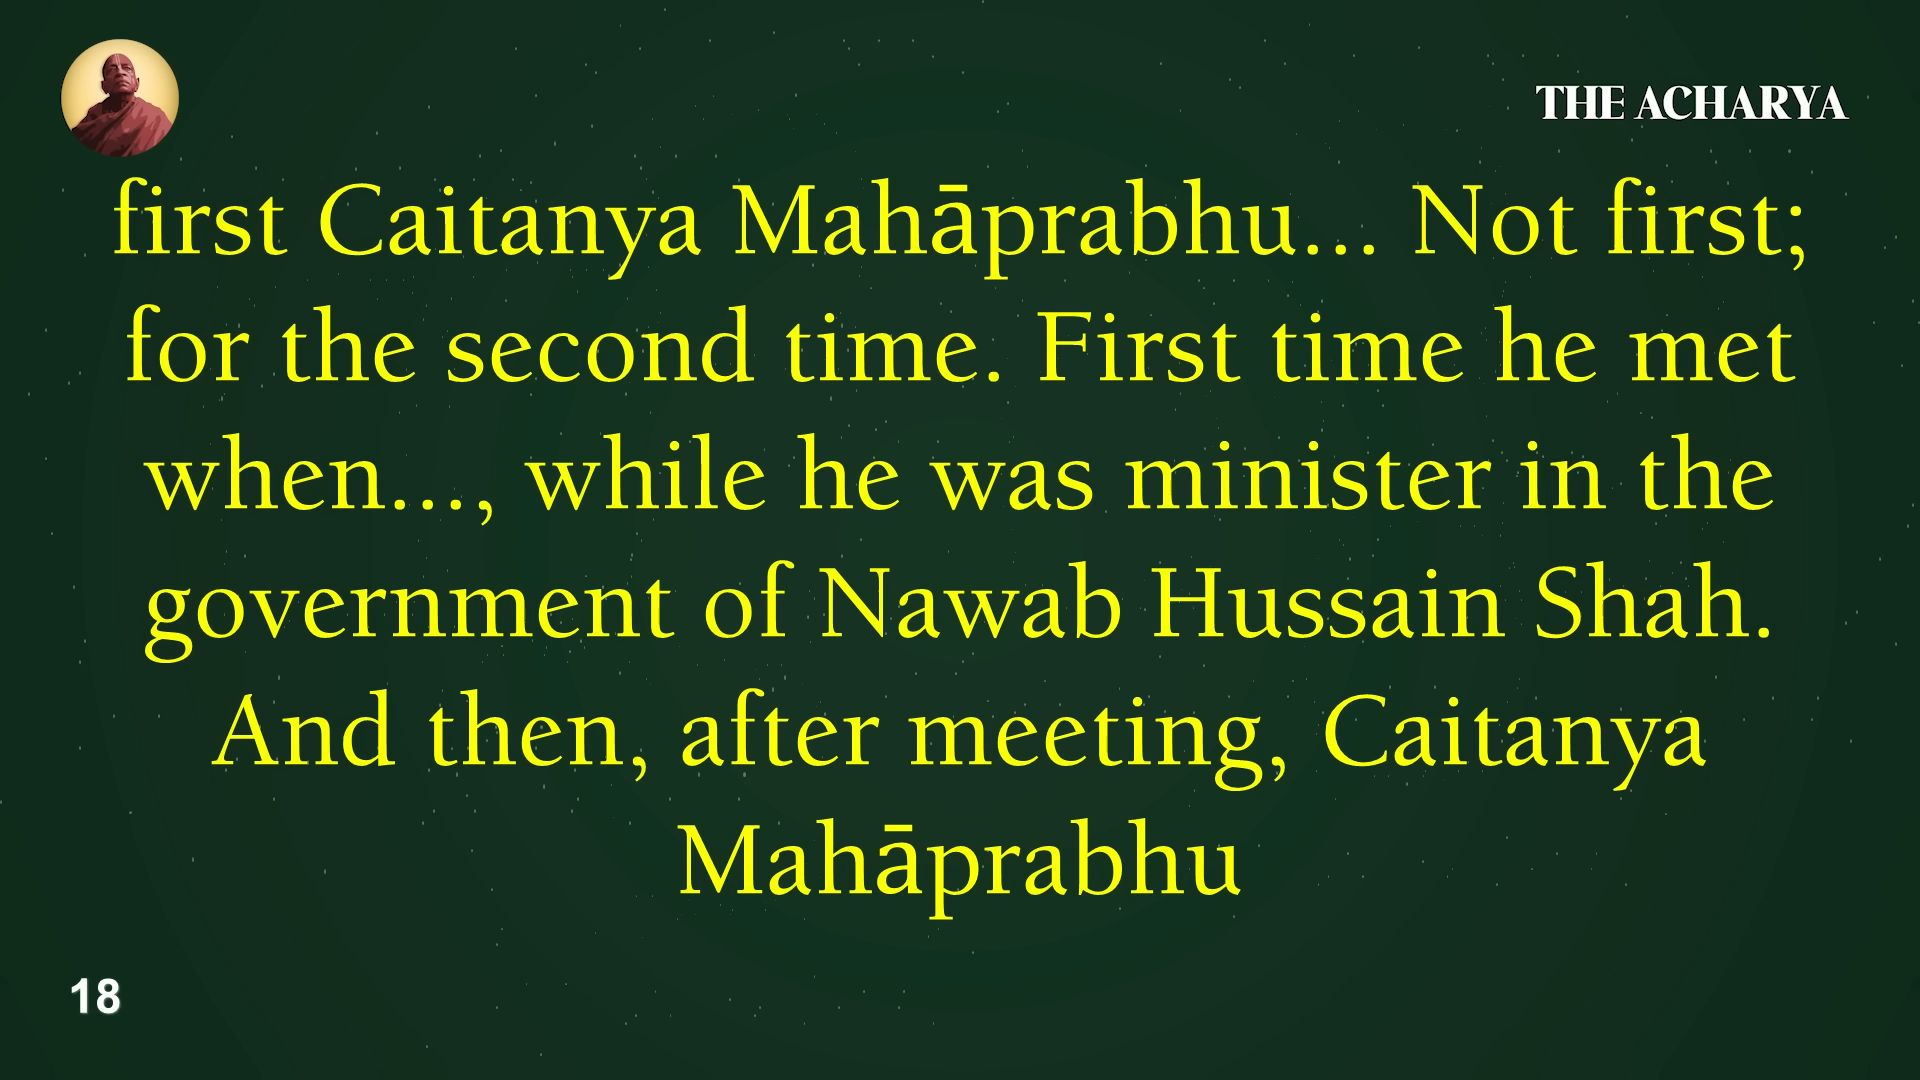 THE ACHARYA
first Caitanya Mahāprabhu... Not first;
for the second time. First time he met
when..., while he was minister in the
government of Nawab Hussain Shah.
And then, after meeting, Caitanya
Mahāprabhu
18